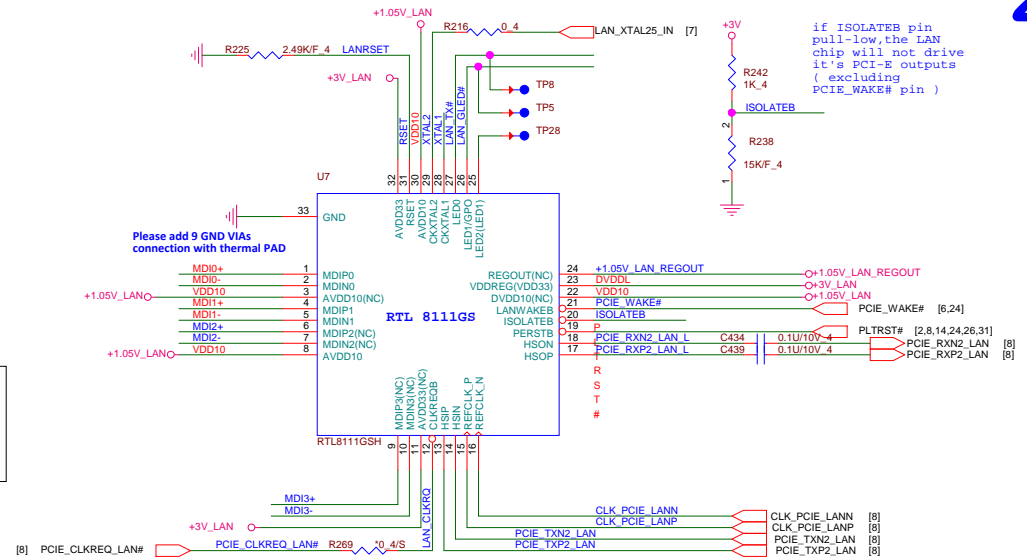 +1.05V_LAN
R216 0_4 LAN_XTAL25_IN [7]
+3V
if ISOLATEB pin
pull-low,the LAN
chip will not drive
it's PCI-E outputs
( excluding
PCIE_WAKE# pin )
R225 2.49K/F_4 LANRSET
+3V_LAN
R242
1K_4
TP8
TP5
TP28
ISOLATEB
2
R238
15K/F_4
1
RSET
VDD10
XTAL2
XTAL1
LAN_TX#
LAN_GLED#
U7
32
31
30
29
28
27
26
25
AVDD33
RSET
AVDD10
CKXTAL2
CKXTAL1
LED0
LED1/GPO
LED2(LED1)
33 GND
Please add 9 GND VIAs
connection with thermal PAD
MDI0+ 1 MDIP0
MDI0- 2 MDIN0
+1.05V_LAN VDD10 3 AVDD10(NC)
MDI1+ 4 MDIP1
MDI1- 5 MDIN1
MDI2+ 6 MDIP2(NC)
MDI2- 7 MDIN2(NC)
+1.05V_LAN VDD10 8 AVDD10
RTL 8111GS
REGOUT(NC) 24 +1.05V_LAN_REGOUT +1.05V_LAN_REGOUT
VDDREG(VDD33) 23 DVDDL +3V_LAN
DVDD10(NC) 22 VDD10 +1.05V_LAN
LANWAKEB 21 PCIE_WAKE# PCIE_WAKE# [6,24]
ISOLATEB 20 ISOLATEB
PERSTB 19 PLTRST# [2,8,14,24,26,31]
HSON 18 PCIE_RXN2_LAN_L C434 0.1U/10V_4 PCIE_RXN2_LAN [8]
HSOP 17 PCIE_RXP2_LAN_L C439 0.1U/10V_4 PCIE_RXP2_LAN [8]
P
R
S
T
#
MDIP3(NC)
MDIN3(NC)
AVDD33(NC)
CLKREQB
HSIP
HSIN
REFCLK_P
REFCLK_N
RTL8111GSH
9
10
11
12
13
14
15
16
MDI3+
MDI3-
+3V_LAN
LAN_CLKRQ
CLK_PCIE_LANN CLK_PCIE_LANN [8]
CLK_PCIE_LANP CLK_PCIE_LANP [8]
PCIE_TXN2_LAN PCIE_TXN2_LAN [8]
PCIE_TXP2_LAN PCIE_TXP2_LAN [8]
[8] PCIE_CLKREQ_LAN# PCIE_CLKREQ_LAN# R269 *0_4/S